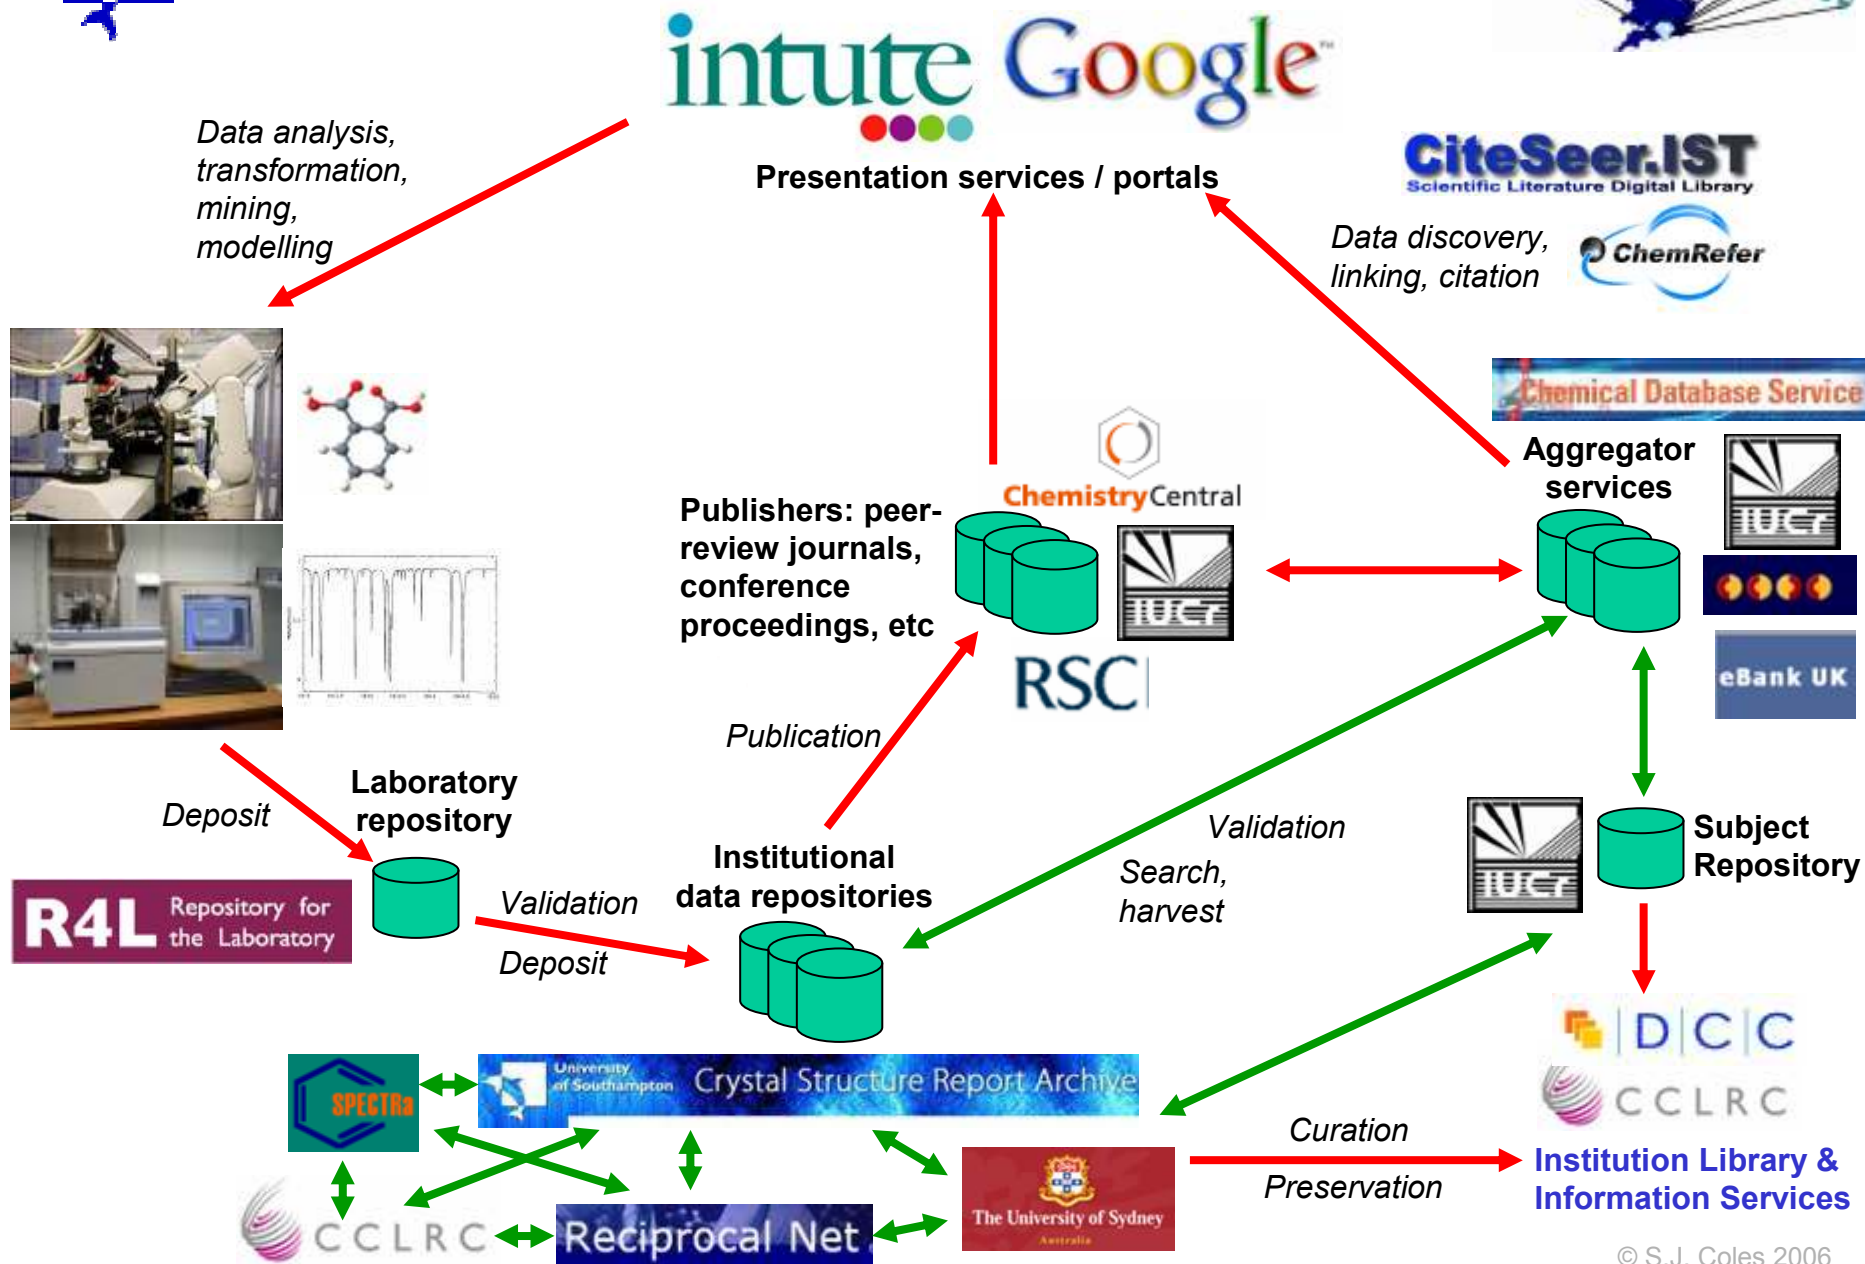 intute Google™
Data analysis,
transformation,
mining,
modelling
Presentation services / portals
CiteSeer.IST
Scientific Literature Digital Library
Data discovery,
linking, citation
ChemRefer
Chemical Database Service
Aggregator
services
IUCr
ChemistryCentral
Publishers: peer-
review journals,
conference
proceedings, etc
IUCr
RSC
eBank UK
Publication
Laboratory
repository
Deposit
R4L Repository for
the Laboratory
Validation
Deposit
Institutional
data repositories
Validation
Search,
harvest
IUCr
Subject
Repository
D|C|C
CCLRC
Institution Library &
Information Services
SPECTRa
University
of Southampton
Crystal Structure Report Archive
Curation
Preservation
CCLRC
Reciprocal Net
The University of Sydney
Australia
© S.J. Coles 2006